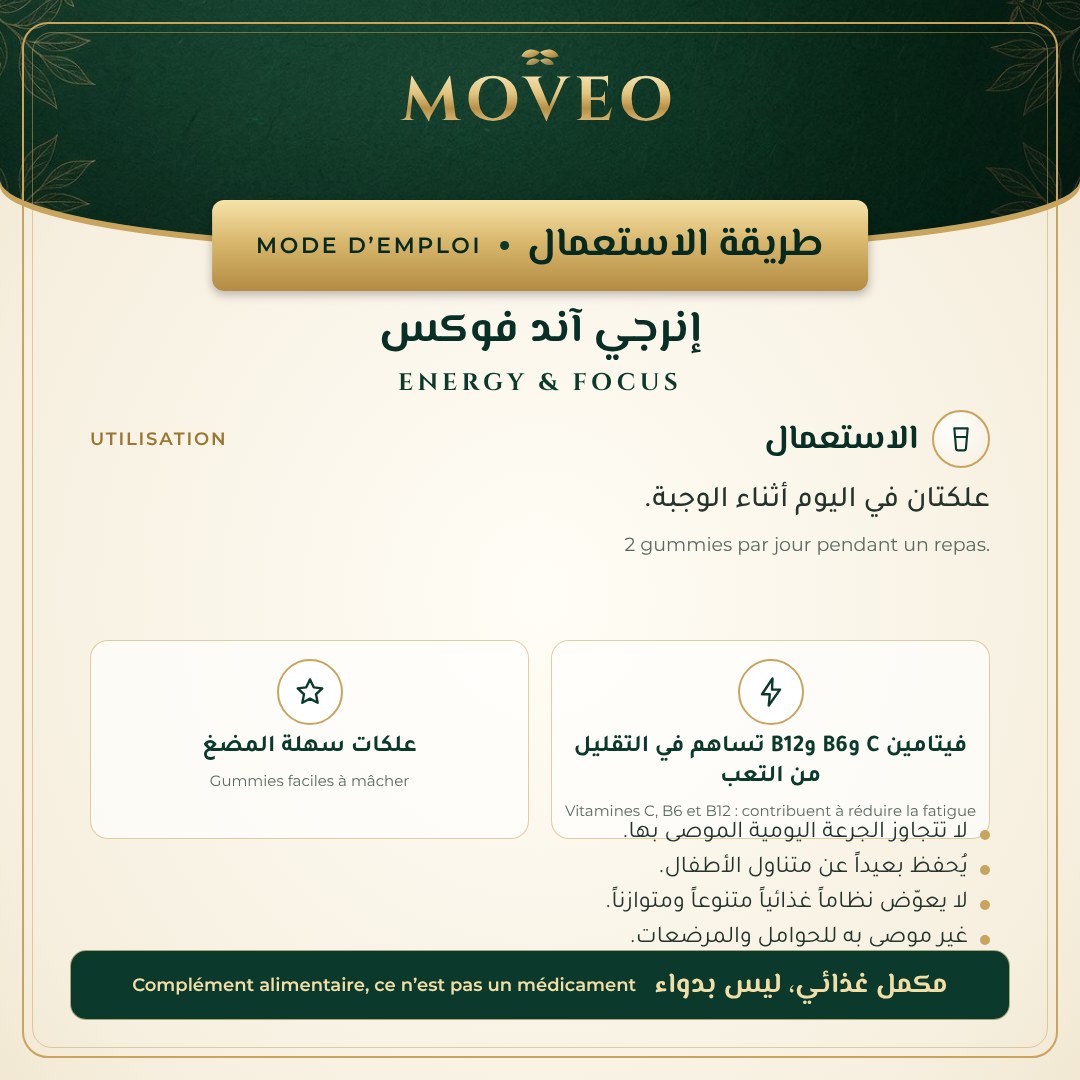 MOVEO
طريقة الاستعمال • MODE D’EMPLOI
إنرجي آند فوكس
ENERGY & FOCUS
الاستعمال
UTILISATION
علكتان في اليوم أثناء الوجبة.
2 gummies par jour pendant un repas.
فيتامين C وB6 وB12 تساهم في التقليل
من التعب
Vitamines C, B6 et B12 : contribuent à réduire la fatigue
علكات سهلة المضغ
Gummies faciles à mâcher
لا تتجاوز الجرعة اليومية الموصى بها.
يُحفظ بعيداً عن متناول الأطفال.
لا يعوّض نظاماً غذائياً متنوعاً ومتوازناً.
غير موصى به للحوامل والمرضعات.
مكمل غذائي، ليس بدواء Complément alimentaire, ce n’est pas un médicament